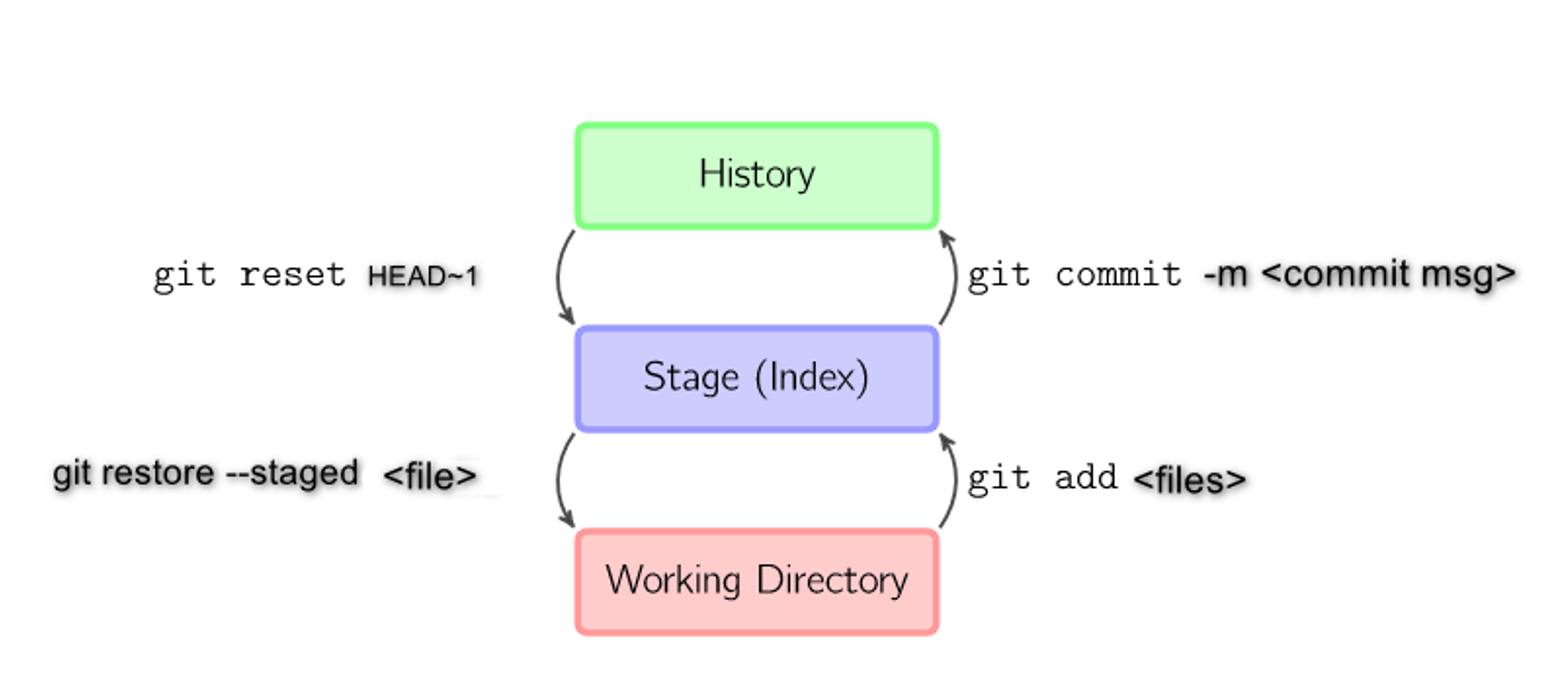 History
git reset HEAD~1
git commit -m <commit msg>
Stage (Index)
git restore --staged <file>
git add <files>
Working Directory